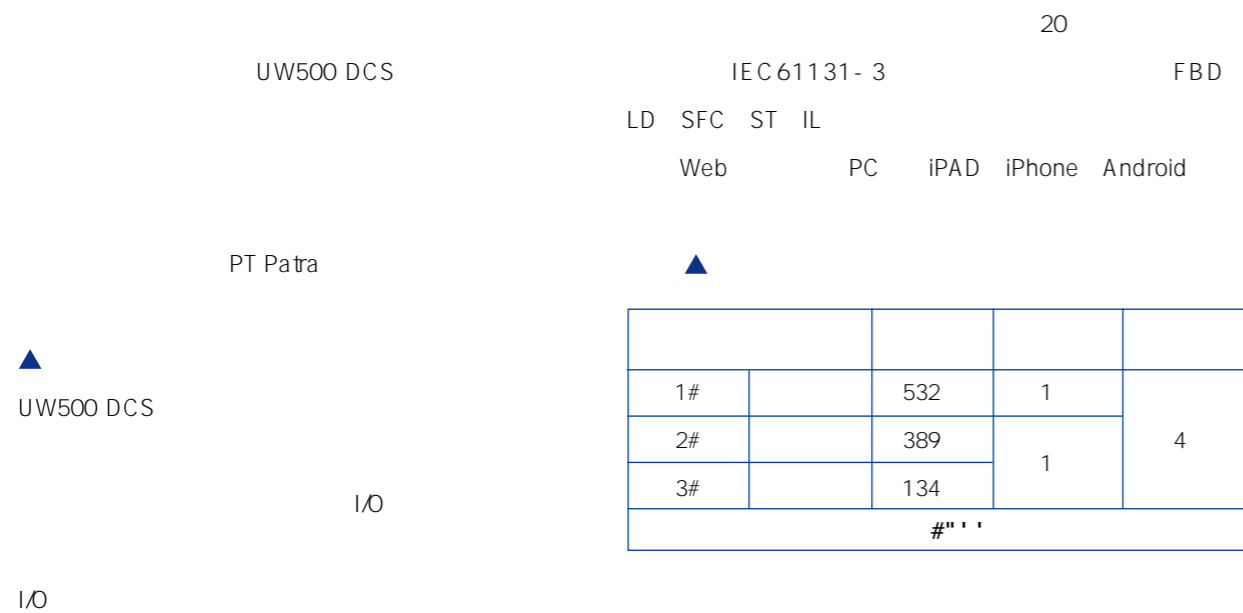 UW500 DCS
PT Patra
▲
UW500 DCS
I/O
I/O
20
IEC61131-3 FBD
LD SFC ST IL
Web PC iPAD iPhone Android
▲
1# 532 1
2# 389 1 4
3# 134
#"''